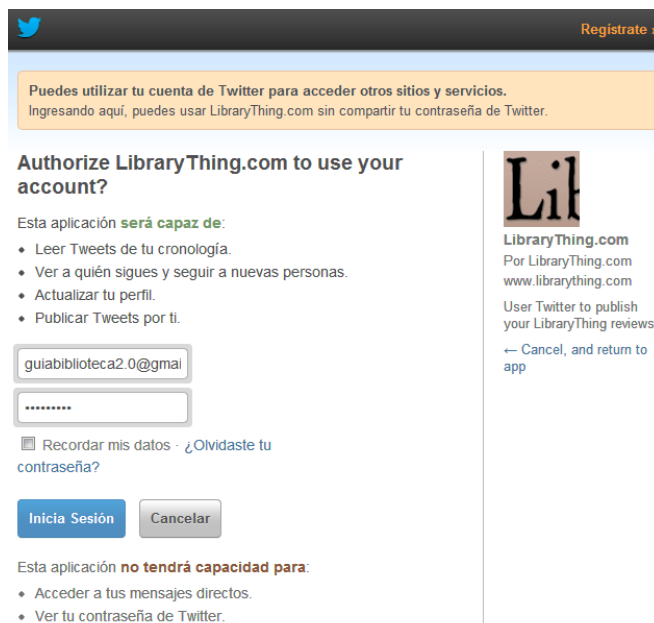 Regístrate ›
Puedes utilizar tu cuenta de Twitter para acceder otros sitios y servicios.
Ingresando aquí, puedes usar LibraryThing.com sin compartir tu contraseña de Twitter.
Authorize LibraryThing.com to use your
account?
Esta aplicación será capaz de:
• Leer Tweets de tu cronología.
• Ver a quién sigues y seguir a nuevas personas.
• Actualizar tu perfil.
• Publicar Tweets por ti.
guiabiblioteca2.0@gmai
•••••••••
Recordar mis datos · ¿Olvidaste tu
contraseña?
Inicia Sesión
Cancelar
Esta aplicación no tendrá capacidad para:
• Acceder a tus mensajes directos.
• Ver tu contraseña de Twitter.
LibraryThing.com
Por LibraryThing.com
www.librarything.com
User Twitter to publish
your LibraryThing reviews
← Cancel, and return to
app